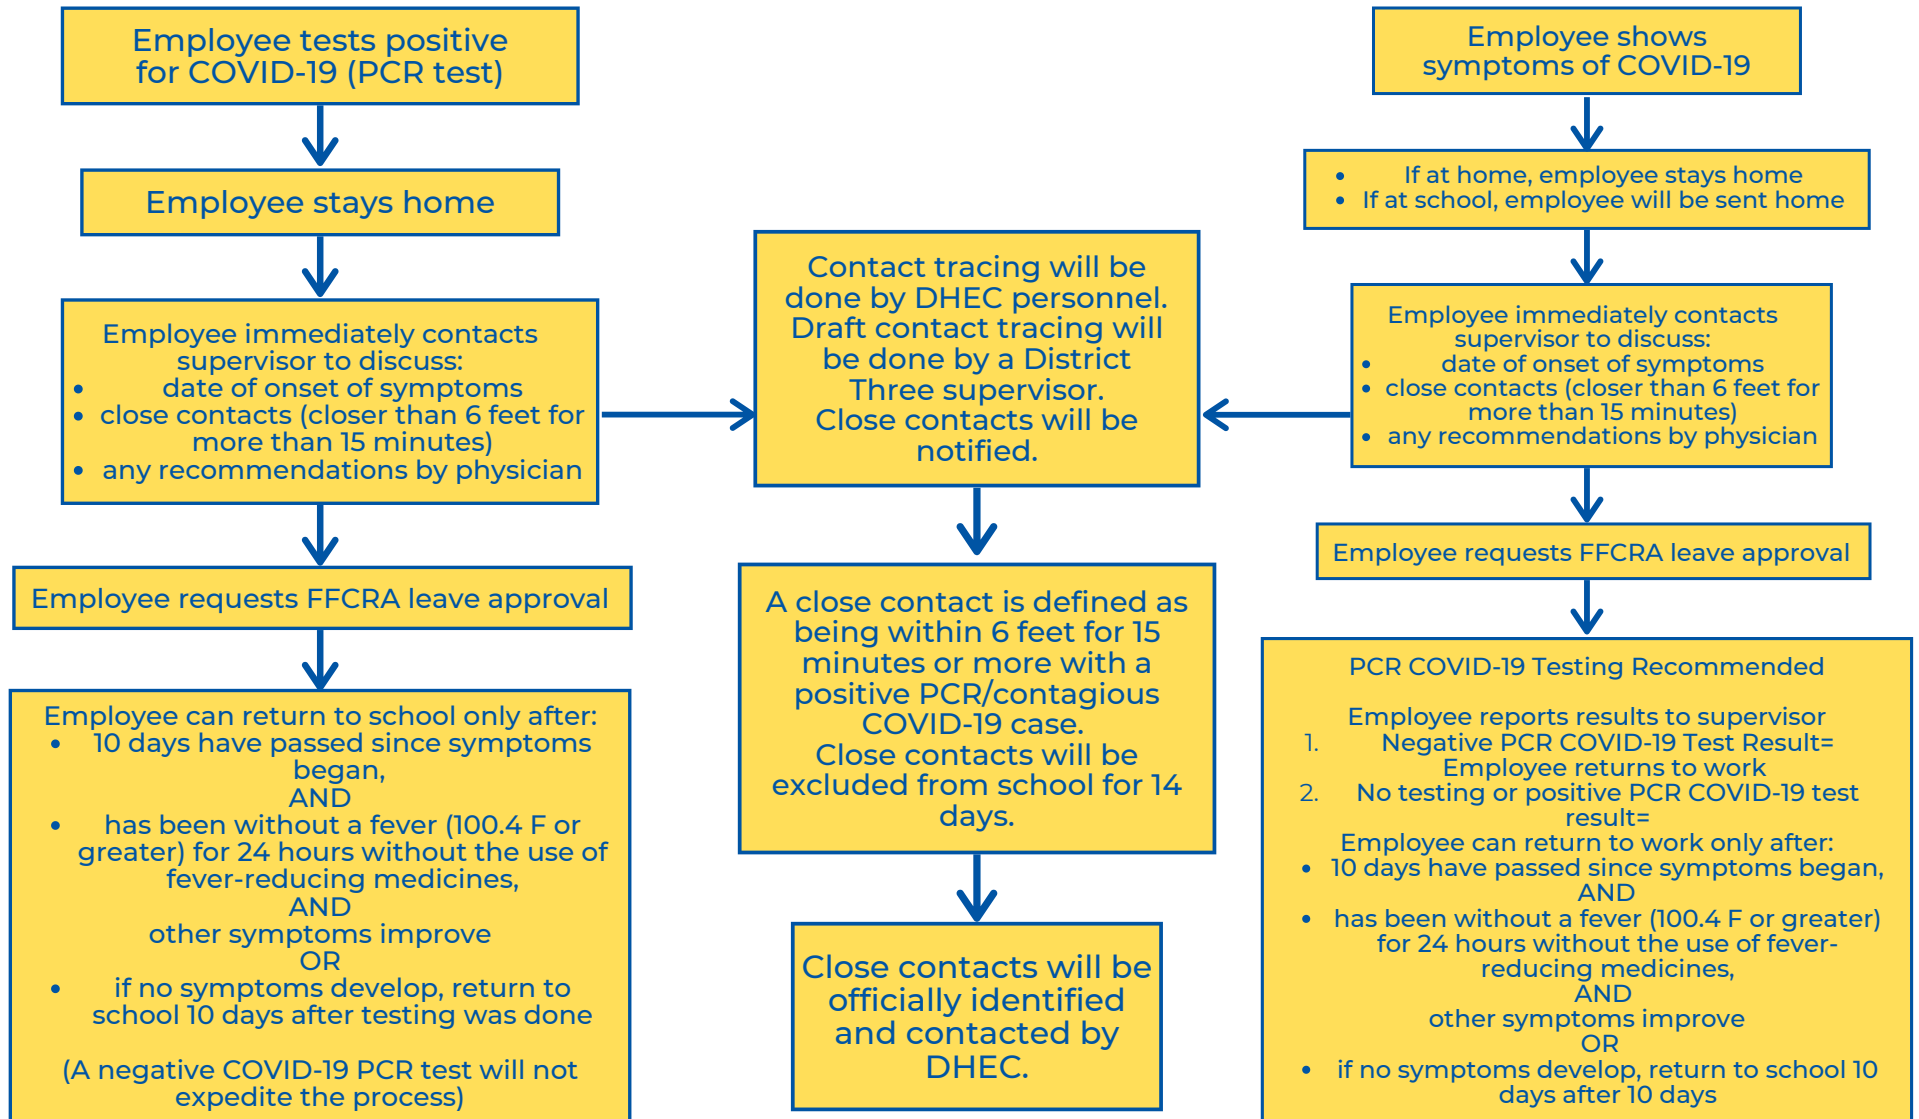 Employee tests positive
for COVID-19 (PCR test)
Employee stays home
Employee immediately contacts
supervisor to discuss:
• date of onset of symptoms
• close contacts (closer than 6 feet for
more than 15 minutes)
• any recommendations by physician
Employee requests FFCRA leave approval
Employee can return to school only after:
• 10 days have passed since symptoms
began,
AND
• has been without a fever (100.4 F or
greater) for 24 hours without the use of
fever-reducing medicines,
AND
other symptoms improve
OR
• if no symptoms develop, return to
school 10 days after testing was done
(A negative COVID-19 PCR test will not
expedite the process)
Contact tracing will be
done by DHEC personnel.
Draft contact tracing will
be done by a District
Three supervisor.
Close contacts will be
notified.
A close contact is defined as
being within 6 feet for 15
minutes or more with a
positive PCR/contagious
COVID-19 case.
Close contacts will be
excluded from school for 14
days.
Close contacts will be
officially identified
and contacted by
DHEC.
Employee shows
symptoms of COVID-19
• If at home, employee stays home
• If at school, employee will be sent home
Employee immediately contacts
supervisor to discuss:
• date of onset of symptoms
• close contacts (closer than 6 feet for
more than 15 minutes)
• any recommendations by physician
Employee requests FFCRA leave approval
PCR COVID-19 Testing Recommended
Employee reports results to supervisor
1. Negative PCR COVID-19 Test Result=
Employee returns to work
2. No testing or positive PCR COVID-19 test
result=
Employee can return to work only after:
• 10 days have passed since symptoms began,
AND
• has been without a fever (100.4 F or greater)
for 24 hours without the use of fever-
reducing medicines,
AND
other symptoms improve
OR
• if no symptoms develop, return to school 10
days after 10 days